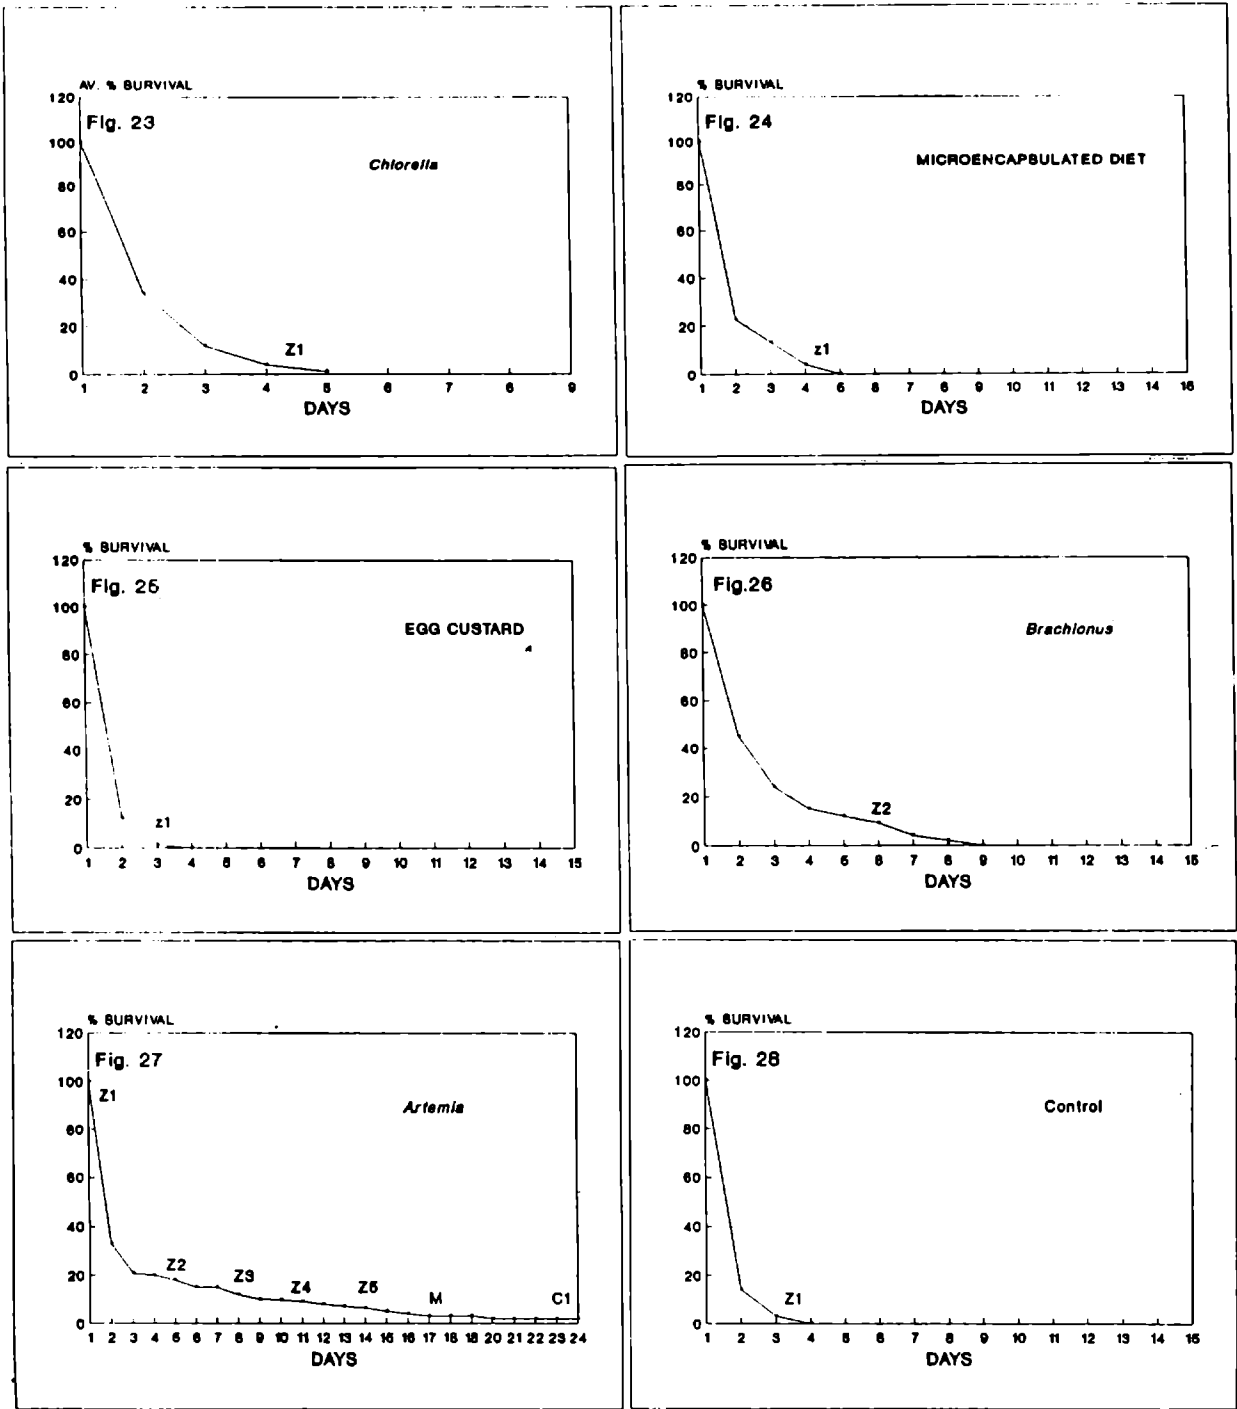 AV. % SURVIVAL
120
Fig. 23
100
Chlorella
80
60
40
20
Z1
0
1 2 3 4 5 6 7 8 9
DAYS
% SURVIVAL
120
Fig. 24
100
MICROENCAPSULATED DIET
80
60
40
20
z1
0
1 2 3 4 5 6 7 8 9 10 11 12 13 14 15
DAYS
% SURVIVAL
120
Fig. 25
100
EGG CUSTARD
80
60
40
20
z1
0
1 2 3 4 5 6 7 8 9 10 11 12 13 14 15
DAYS
% SURVIVAL
120
Fig.26
100
Brachionus
80
60
40
20
Z2
0
1 2 3 4 5 6 7 8 9 10 11 12 13 14 15
DAYS
% SURVIVAL
120
Fig. 27
100
Z1
Artemia
80
60
40
20
Z2 Z3 Z4 Z5 M C1
0
1 2 3 4 5 6 7 8 9 10 11 12 13 14 15 16 17 18 19 20 21 22 23 24
DAYS
% SURVIVAL
120
Fig. 28
100
Control
80
60
40
20
Z1
0
1 2 3 4 5 6 7 8 9 10 11 12 13 14 15
DAYS